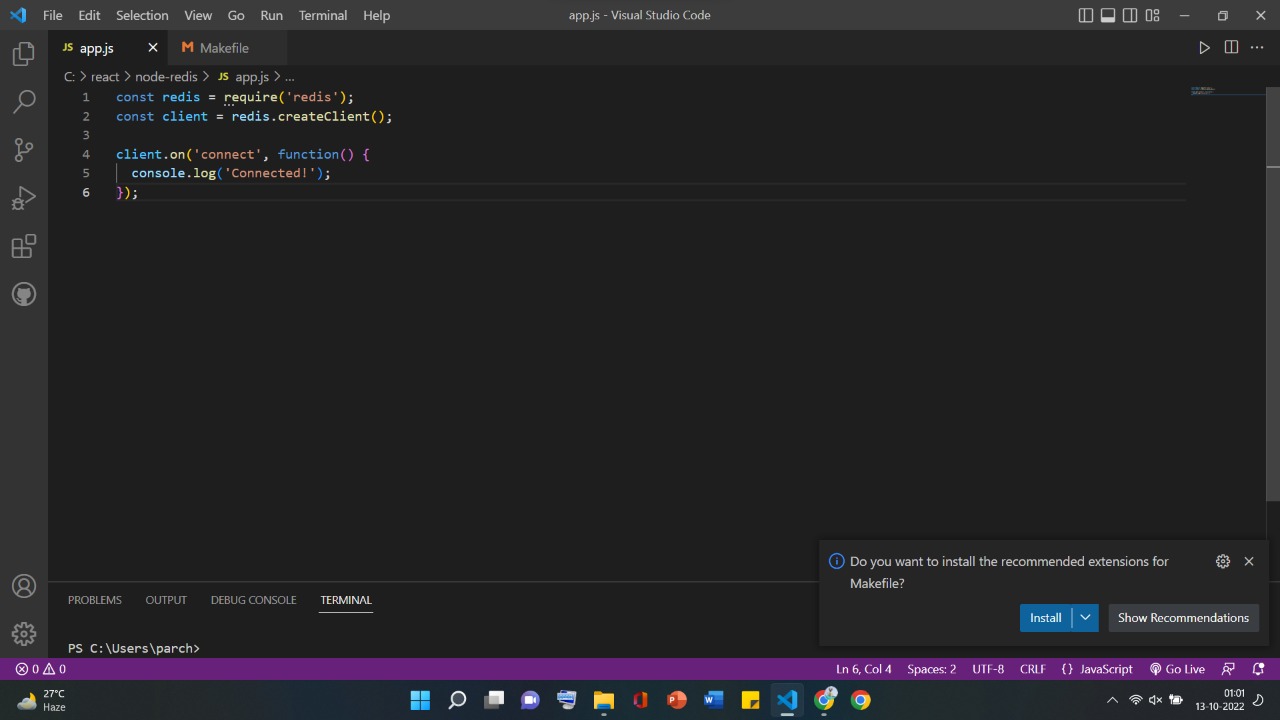 File Edit Selection View Go Run Terminal Help app.js - Visual Studio Code
JS app.js M Makefile
C: > react > node-redis > JS app.js > ...
1 const redis = require('redis');
2 const client = redis.createClient();
3
4 client.on('connect', function() {
5 console.log('Connected!');
6 });
Do you want to install the recommended extensions for
Makefile?
Install Show Recommendations
PROBLEMS OUTPUT DEBUG CONSOLE TERMINAL
PS C:\Users\parch>
0 0 Ln 6, Col 4 Spaces: 2 UTF-8 CRLF {} JavaScript Go Live
27°C
Haze
01:01
13-10-2022